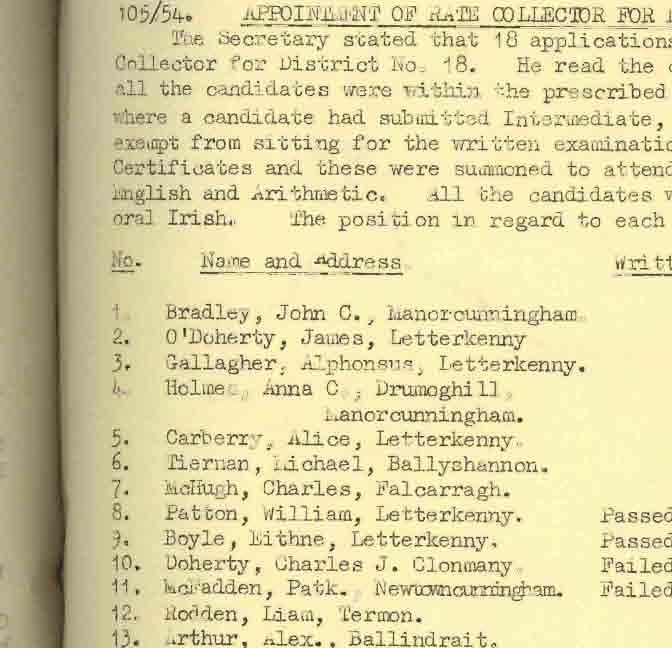 105/54. APPOINTMENT OF RATE COLLECTOR FOR
The Secretary stated that 18 applications
Collector for District No. 18. He read the
all the candidates were within the prescribed
where a candidate had submitted Intermediate,
exempt from sitting for the written examinatio
Certificates and these were summoned to attend
English and Arithmetic. All the candidates w
oral Irish. The position in regard to each
No. Name and Address. Writt
1. Bradley, John C., Manorcunningham.
2. O'Doherty, James, Letterkenny
3. Gallagher, Alphonsus, Letterkenny.
4. Holmes, Anna C., Drumoghill,
Manorcunningham.
5. Carberry, Alice, Letterkenny.
6. Tiernan, Michael, Ballyshannon.
7. McHugh, Charles, Falcarragh.
8. Patton, William, Letterkenny. Passed
9. Boyle, Eithne, Letterkenny. Passed
10. Doherty, Charles J. Clonmany. Failed
11. McFadden, Patk. Newtowncunningham. Failed
12. Rodden, Liam, Termon.
13. Arthur, Alex., Ballindrait.